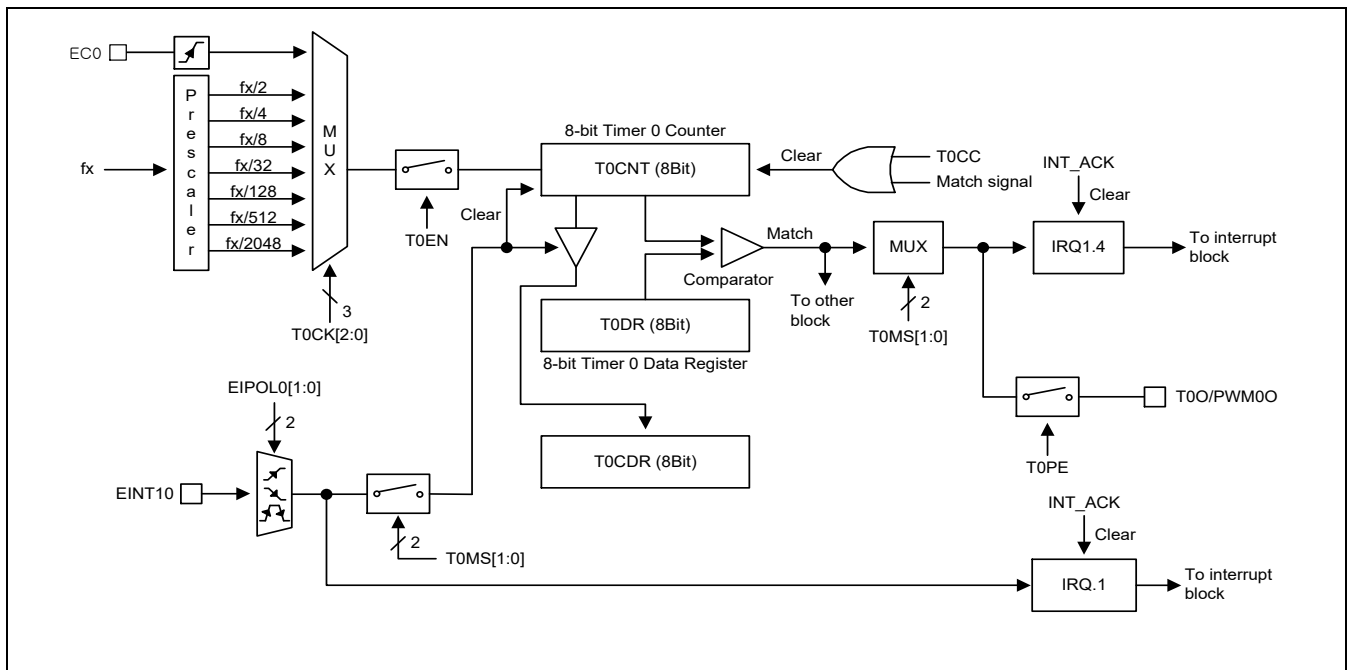 EC0
Prescaler
fx/2
fx/4
fx/8
fx/32
fx/128
fx/512
fx/2048
fx
MUX
3
T0CK[2:0]
T0EN
8-bit Timer 0 Counter
T0CNT (8Bit)
Clear
T0CC
Match signal
Clear
Match
Comparator
To other
block
T0DR (8Bit)
8-bit Timer 0 Data Register
MUX
2
T0MS[1:0]
INT_ACK
Clear
IRQ1.4
To interrupt
block
T0O/PWM0O
T0PE
T0CDR (8Bit)
EIPOL0[1:0]
2
EINT10
2
T0MS[1:0]
INT_ACK
Clear
IRQ.1
To interrupt
block